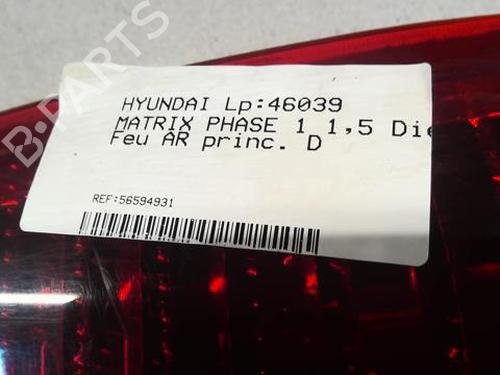 HYUNDAI Lp:46039
MATRIX PHASE 1 1,5 Die
Feu AR princ. D
REF:56594931
B-PARTS